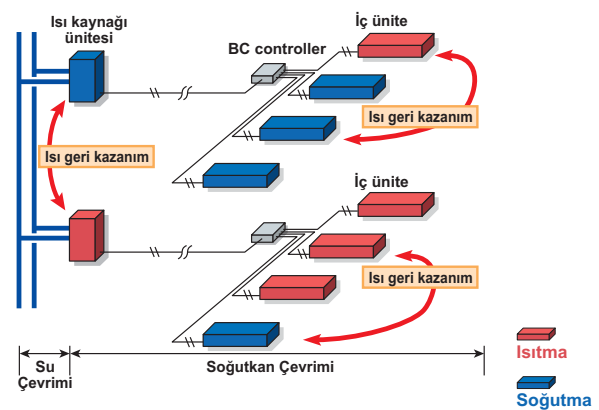 Isı kaynağı
ünitesi
BC controller
İç ünite
Isı geri kazanım
Isı geri kazanım
İç ünite
Isı geri kazanım
Su
Çevrimi
Soğutkan Çevrimi
Isıtma
Soğutma